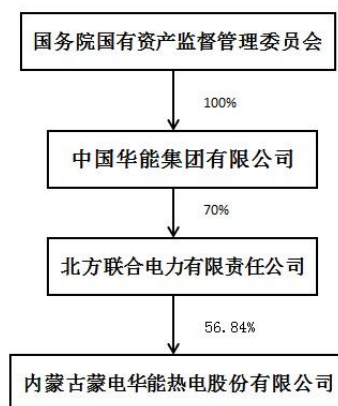 国务院国有资产监督管理委员会
100%
中国华能集团有限公司
70%
北方联合电力有限责任公司
56.84%
内蒙古蒙电华能热电股份有限公司